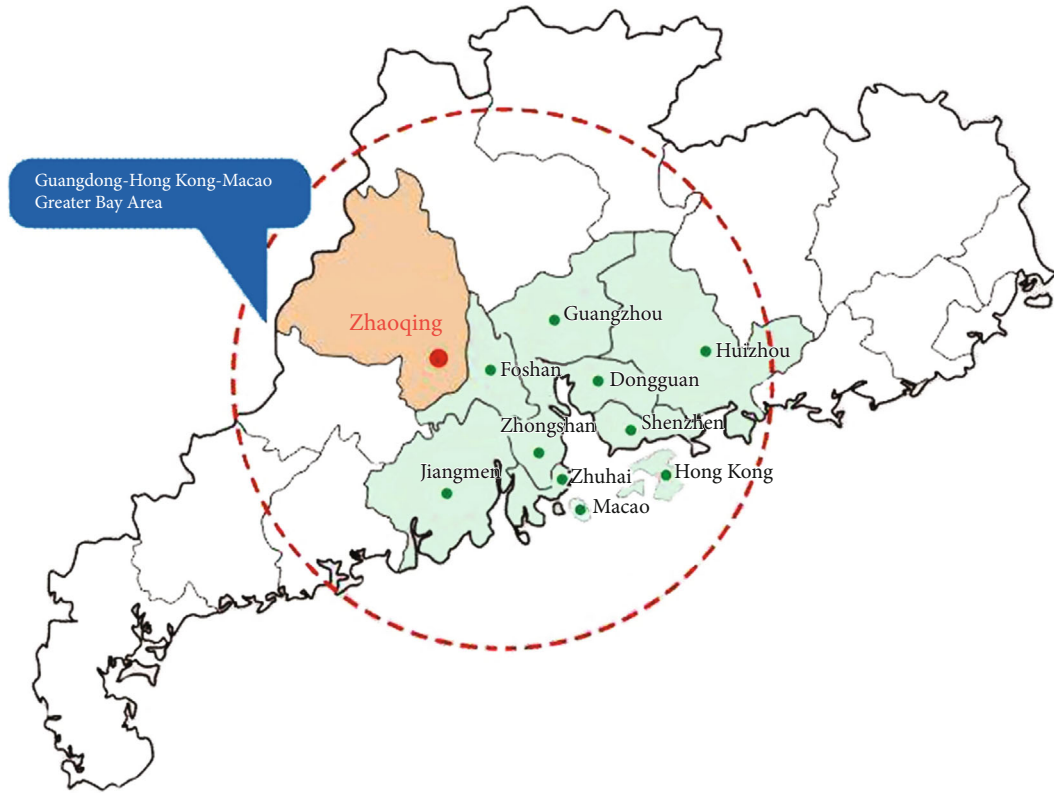 Guangdong-Hong Kong-Macao
Greater Bay Area
Zhaoqing
Guangzhou
Huizhou
Foshan
Dongguan
Zhongshan
Shenzhen
Jiangmen
Zhuhai
Hong Kong
Macao